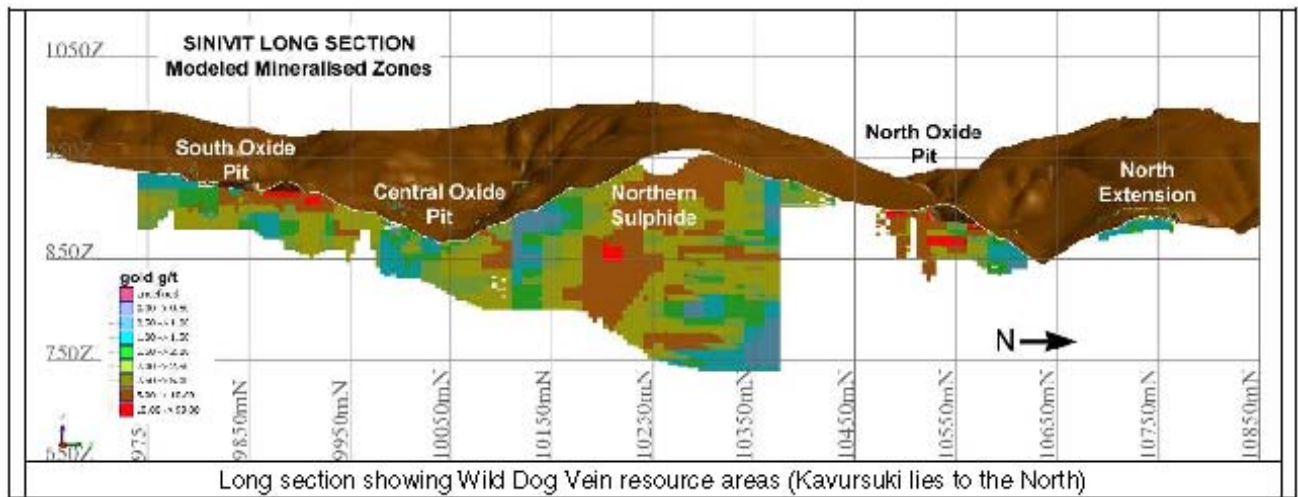 SINIVIT LONG SECTION
Modeled Mineralised Zones
1050Z
South Oxide
Pit
Central Oxide
Pit
Northern
Sulphide
North Oxide
Pit
North
Extension
850Z
750Z
gold g/t
N
9850mN
9950mN
10050mN
10150mN
10250mN
10350mN
10450mN
10550mN
10650mN
10750mN
10850mN
Long section showing Wild Dog Vein resource areas (Kavursuki lies to the North)